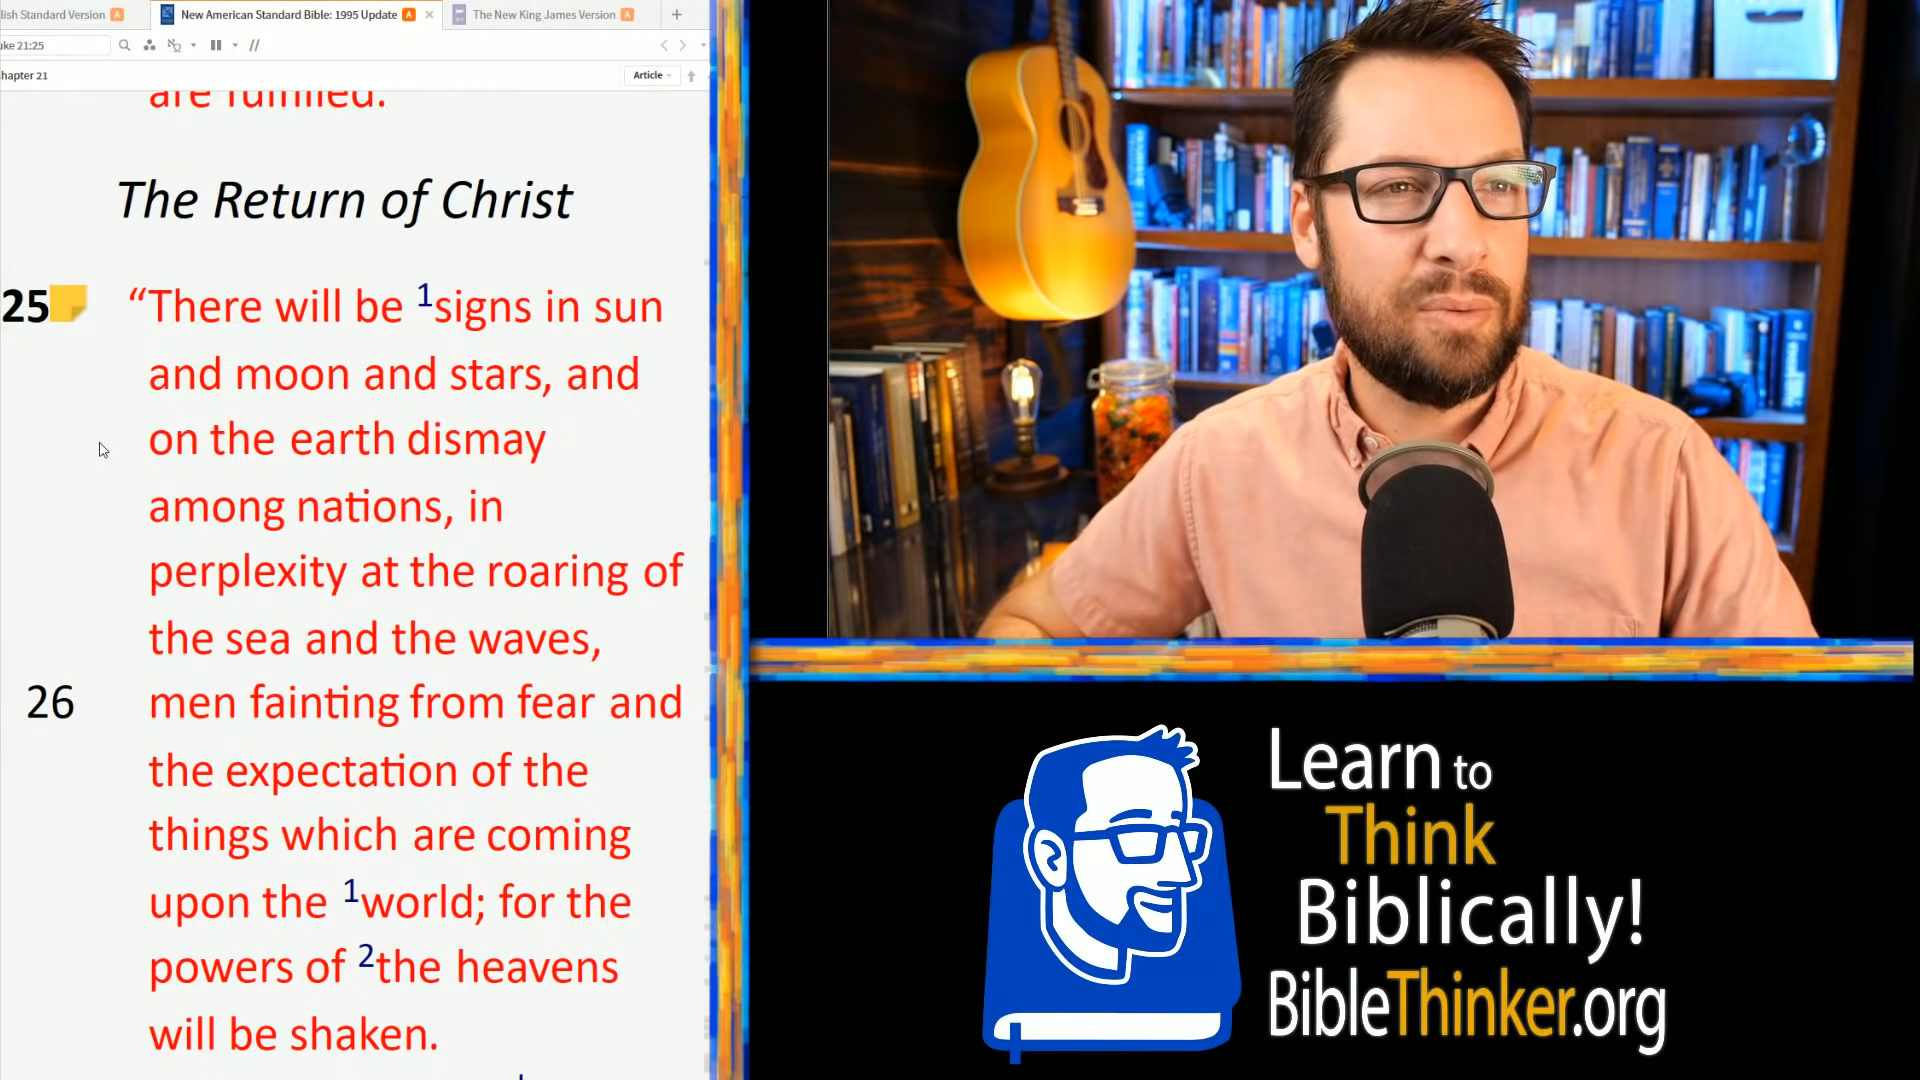 lish Standard Version A
New American Standard Bible: 1995 Update A
The New King James Version A
uke 21:25
hapter 21
Article
are fulfilled.
The Return of Christ
25 “There will be 1signs in sun
and moon and stars, and
on the earth dismay
among nations, in
perplexity at the roaring of
the sea and the waves,
26 men fainting from fear and
the expectation of the
things which are coming
upon the 1world; for the
powers of 2the heavens
will be shaken.
Learn to
Think
Biblically!
BibleThinker.org